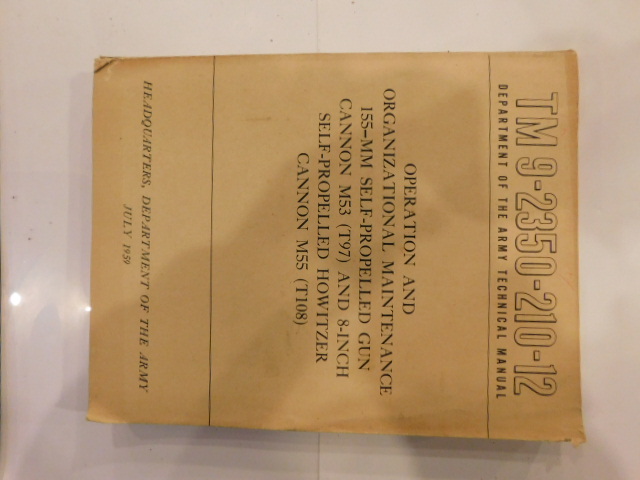 TM 9-2350-210-12
DEPARTMENT OF THE ARMY TECHNICAL MANUAL
OPERATION AND
ORGANIZATIONAL MAINTENANCE
155-MM SELF-PROPELLED GUN
CANNON M53 (T97) AND 8-INCH
SELF-PROPELLED HOWITZER
CANNON M55 (T108)
HEADQUARTERS, DEPARTMENT OF THE ARMY
JULY 1959